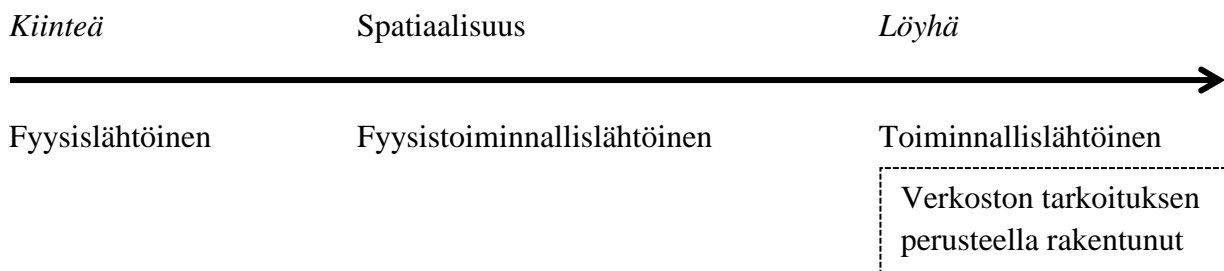 Kiinteä Spatiaalisuus Löyhä
Fyysislähtöinen Fyysistoiminnallislähtöinen Toiminnallislähtöinen
Verkoston tarkoituksen
perusteella rakentunut